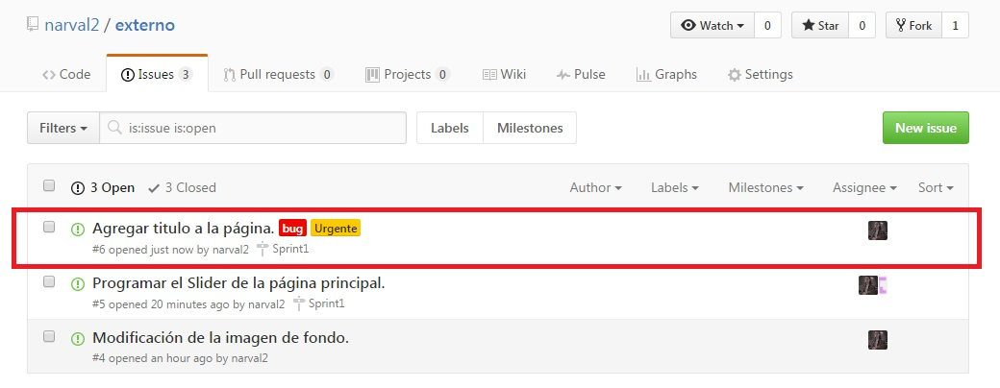 narval2 / externo
Watch 0 Star 0 Fork 1
Code Issues 3 Pull requests 0 Projects 0 Wiki Pulse Graphs Settings
Filters is:issue is:open Labels Milestones New issue
3 Open 3 Closed Author Labels Milestones Assignee Sort
Agregar titulo a la página. bug Urgente
#6 opened just now by narval2 Sprint1
Programar el Slider de la página principal.
#5 opened 20 minutes ago by narval2 Sprint1
Modificación de la imagen de fondo.
#4 opened an hour ago by narval2